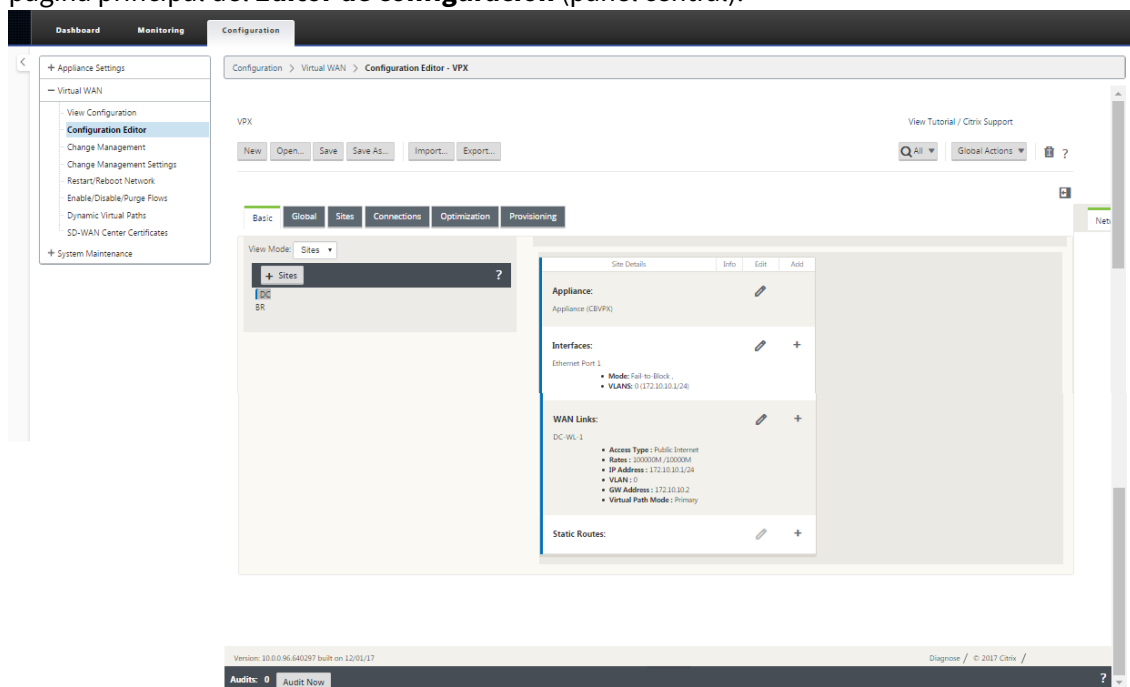 página principal del Editor de configuración (panel central).
Dashboard Monitoring Configuration
+ Appliance Settings
− Virtual WAN
View Configuration
Configuration Editor
Change Management
Change Management Settings
Restart/Reboot Network
Enable/Disable/Purge Flows
Dynamic Virtual Paths
SD-WAN Center Certificates
+ System Maintenance
Configuration > Virtual WAN > Configuration Editor - VPX
VPX
View Tutorial / Citrix Support
New Open... Save Save As... Import... Export...
All Global Actions ?
Basic Global Sites Connections Optimization Provisioning
Net
View Mode: Sites
+ Sites ?
DC
BR
Site Details Info Edit Add
Appliance:
Appliance (CBVPX)
Interfaces: +
Ethernet Port 1
• Mode: Fail-to-Block ,
• VLANS: 0 (172.10.10.1/24)
WAN Links: +
DC-WL-1
• Access Type : Public Internet
• Rates : 100000M /10000M
• IP Address : 172.10.10.1/24
• VLAN : 0
• GW Address : 172.10.10.2
• Virtual Path Mode : Primary
Static Routes: +
Version: 10.0.0.96.640297 built on 12/01/17
Diagnose / © 2017 Citrix /
Audits: 0 Audit Now ?